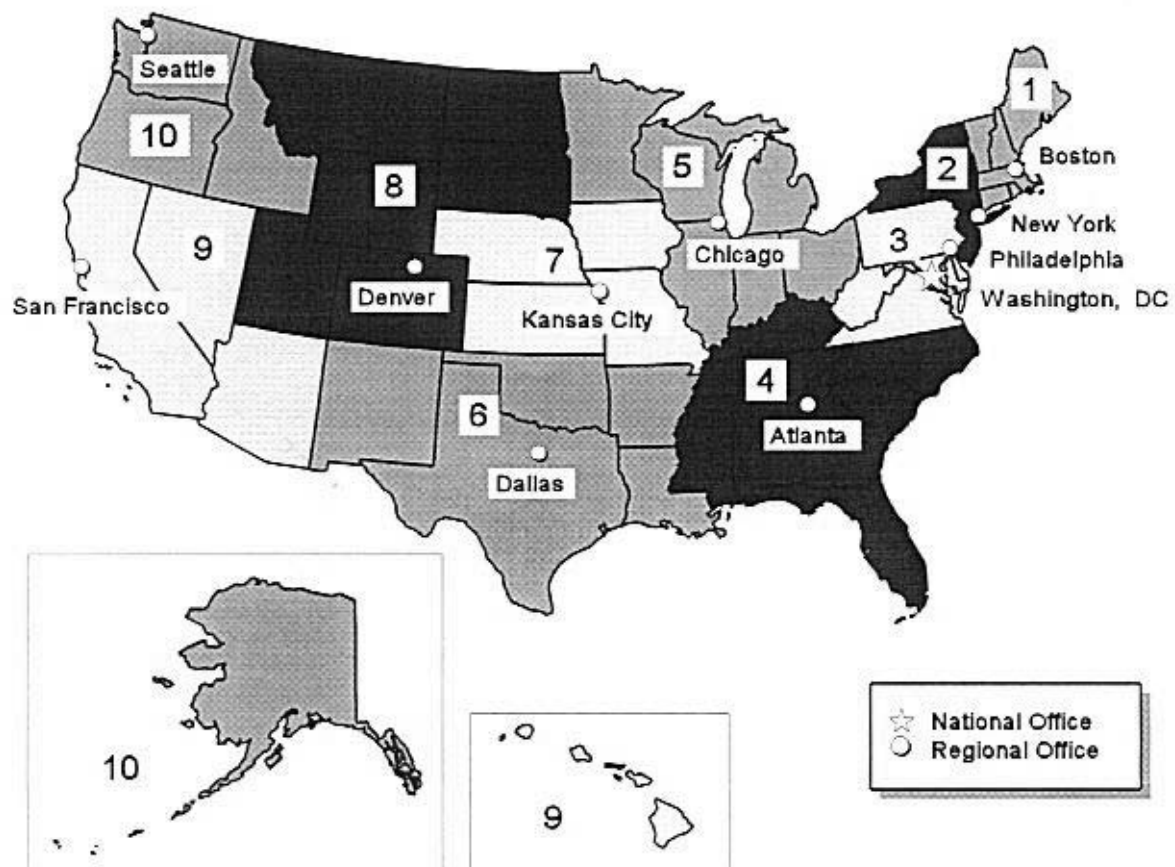 1
Seattle
10
5
2
Boston
8
New York
9
3
Chicago
Philadelphia
7
San Francisco
Denver
Washington, DC
Kansas City
4
6
Atlanta
Dallas
National Office
Regional Office
10
9